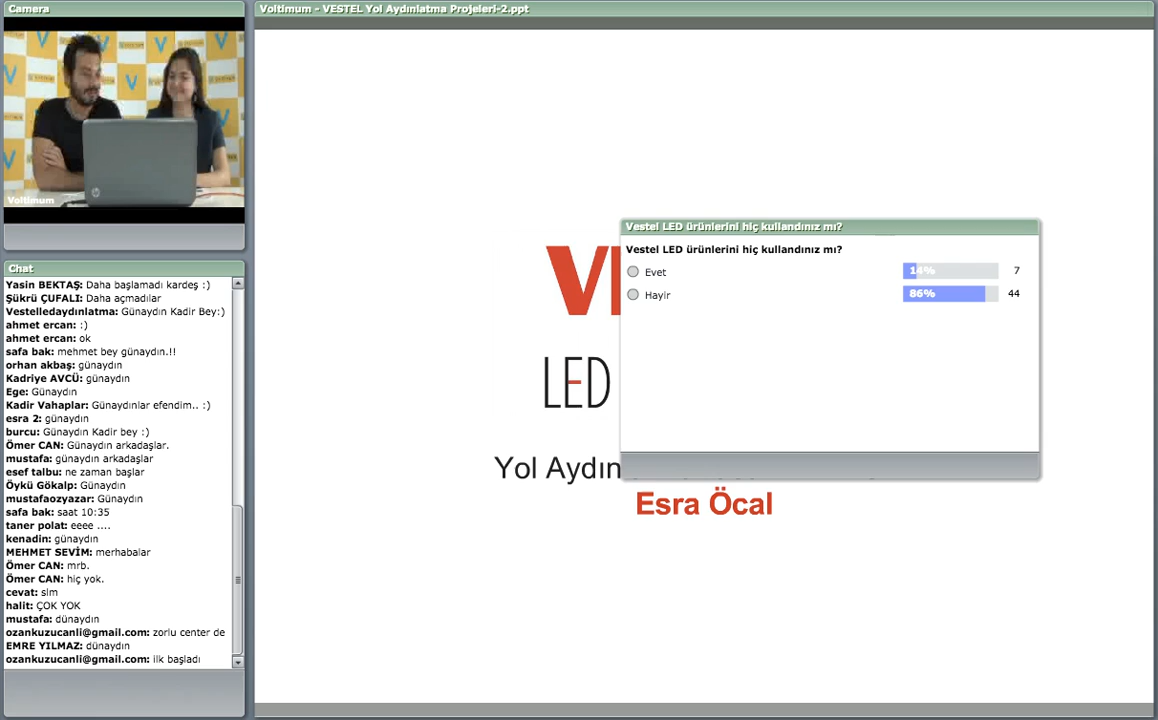 Camera
Voltimum
Chat
Yasin BEKTAŞ: Daha başlamadı kardeş :)
Şükrü ÇUFALI: Daha açmadılar
Vestelledaydınlatma: Günaydın Kadir Bey:)
ahmet ercan: :)
ahmet ercan: ok
safa bak: mehmet bey günaydın.!!
orhan akbaş: günaydın
Kadriye AVCÜ: günaydın
Ege: Günaydın
Kadir Vahaplar: Günaydınlar efendim.. :)
esra 2: günaydın
burcu: Günaydın Kadir bey :)
Ömer CAN: Günaydın arkadaşlar.
mustafa: günaydın arkadaşlar
esef talbu: ne zaman başlar
Öykü Gökalp: Günaydın
mustafaozyazar: Günaydın
safa bak: saat 10:35
taner polat: eeee ....
kenadin: günaydın
MEHMET SEVİM: merhabalar
Ömer CAN: mrb.
Ömer CAN: hiç yok.
cevat: slm
halit: ÇOK YOK
mustafa: dünaydın
ozankuzucanli@gmail.com: zorlu center de
EMRE YILMAZ: dünaydın
ozankuzucanli@gmail.com: ilk başladı
Voltimum - VESTEL Yol Aydınlatma Projeleri-2.ppt
Vestel LED ürünlerini hiç kullandınız mı?
Vestel LED ürünlerini hiç kullandınız mı?
Evet 14% 7
Hayir 86% 44
LED
Yol Aydın
Esra Öcal